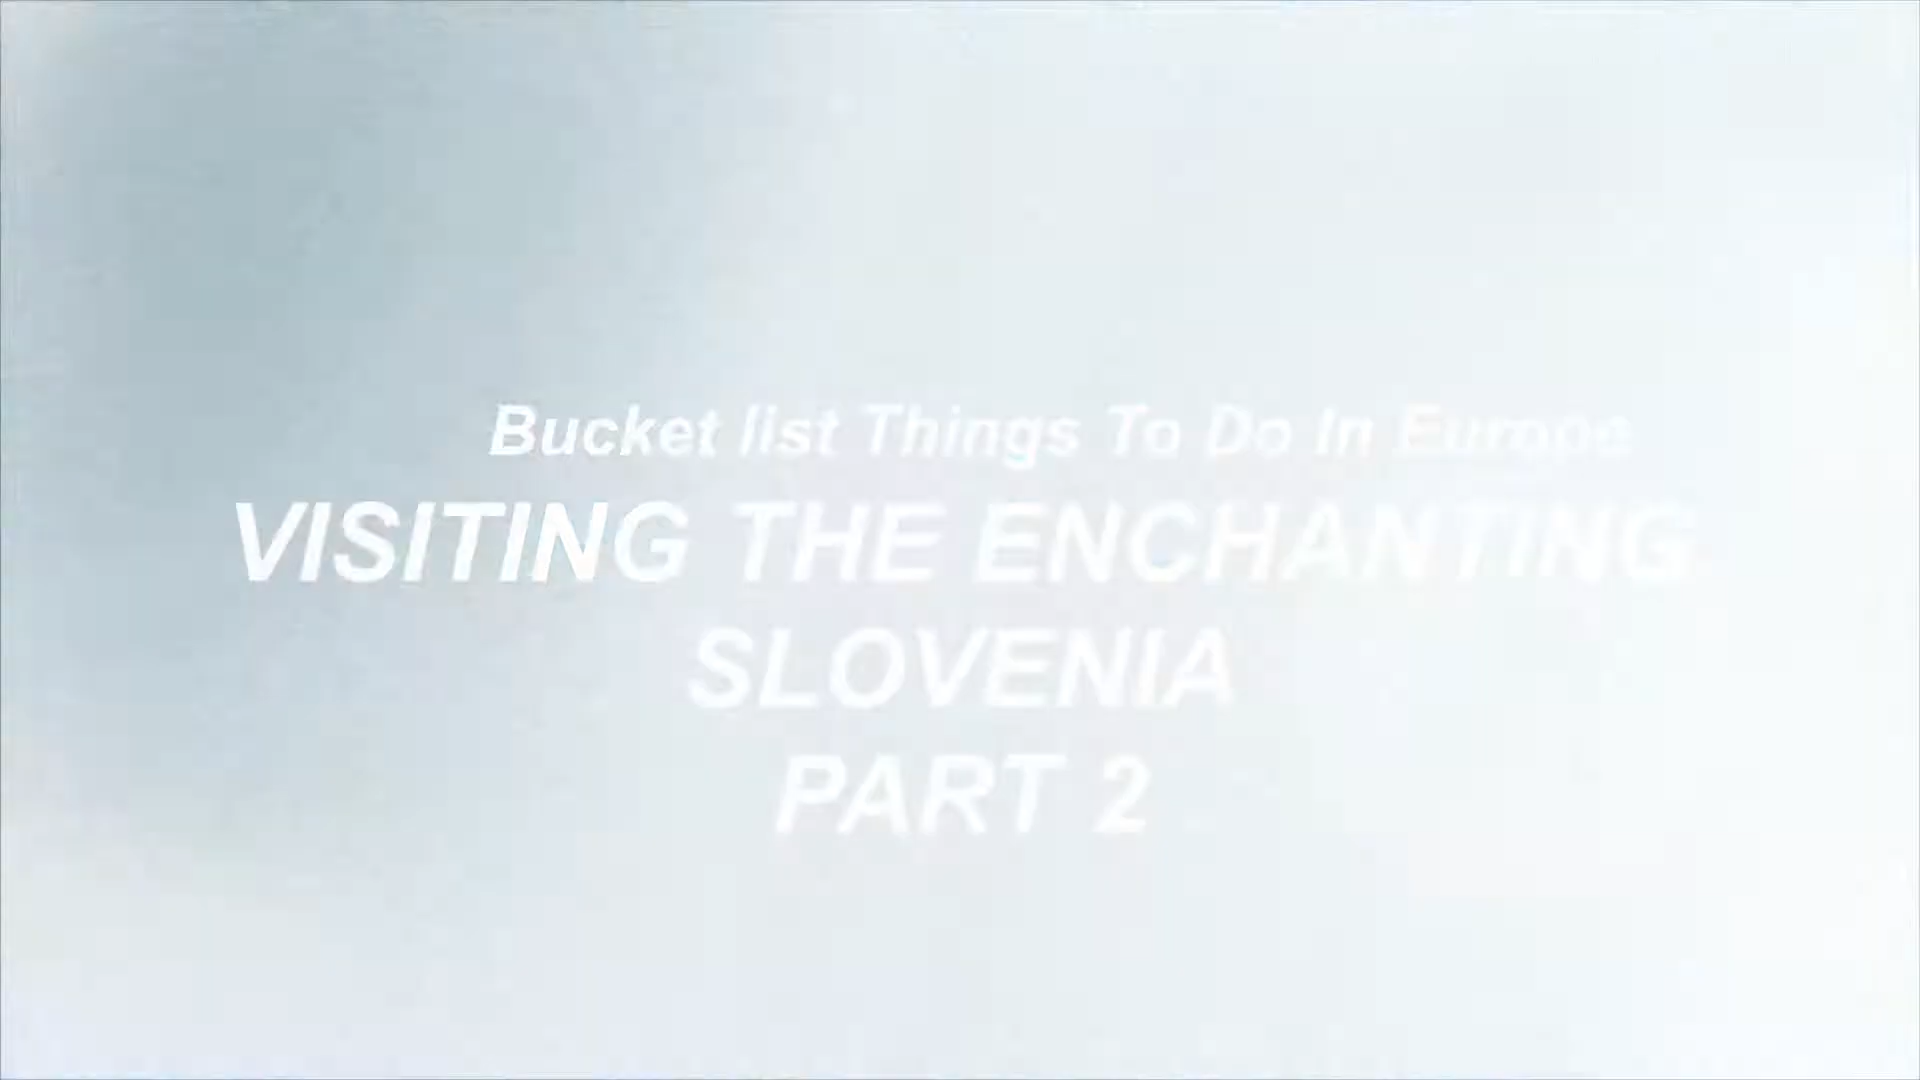 Bucket list Things To Do In Europe
VISITING THE ENCHANTING
SLOVENIA
PART 2